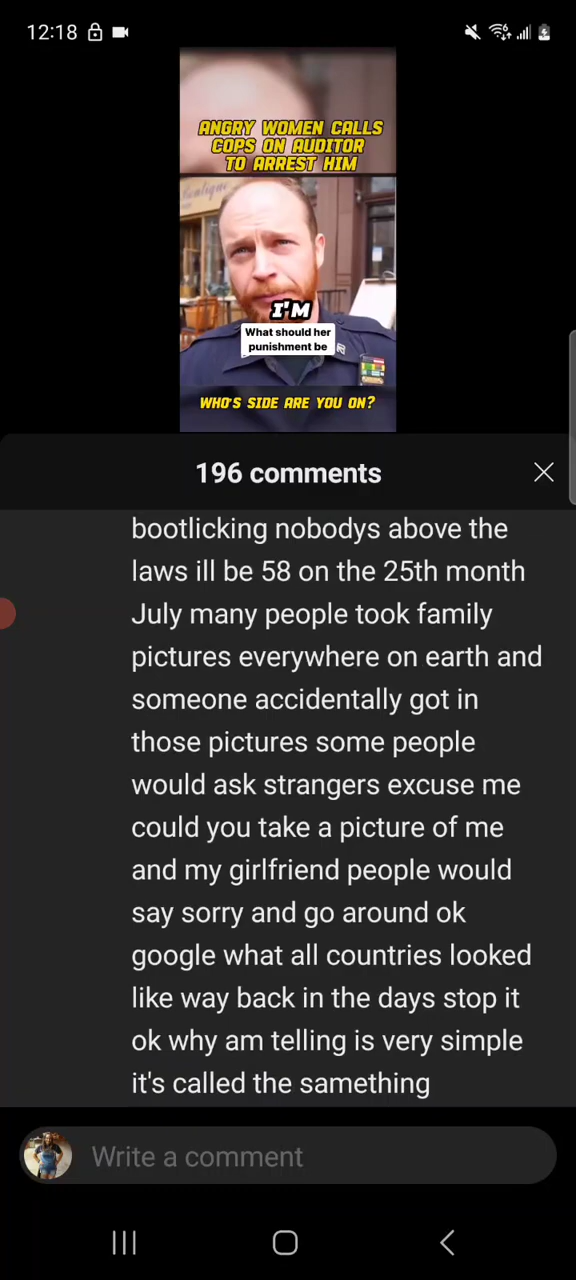 12:18
ANGRY WOMEN CALLS
COPS ON AUDITOR
TO ARREST HIM
I'M
What should her
punishment be
WHO'S SIDE ARE YOU ON?
196 comments
bootlicking nobodys above the
laws ill be 58 on the 25th month
July many people took family
pictures everywhere on earth and
someone accidentally got in
those pictures some people
would ask strangers excuse me
could you take a picture of me
and my girlfriend people would
say sorry and go around ok
google what all countries looked
like way back in the days stop it
ok why am telling is very simple
it's called the samething
Write a comment